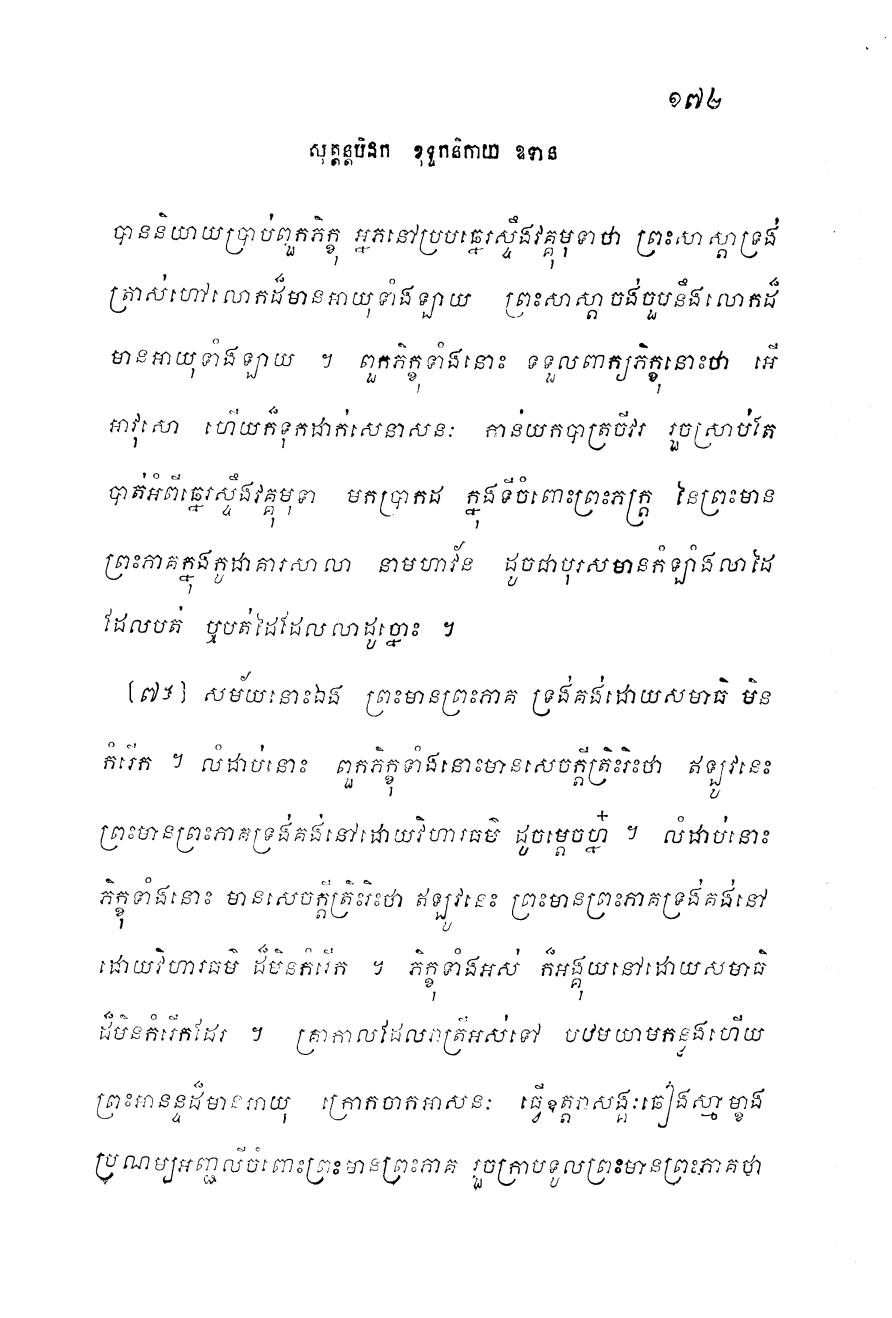 ១៧២
សុត្តន្តបិដក ខុទ្ទកនិកាយ ឧទាន
បាននិយាយប្រាប់ពួកភិក្ខុ អ្នកនៅប្របឆ្នេរស្ទឹងវគ្គុមុទាថា ព្រះសាស្តាទ្រង់
ត្រាស់ហៅលោកដ៏មានអាយុទាំងឡាយ ព្រះសាស្តាចង់ចួបនឹងលោកដ៏
មានអាយុទាំងឡាយ ។ ពួកភិក្ខុទាំងនោះ ទទួលពាក្យភិក្ខុនោះថា អើ
អាវុសោ ហើយក៏ទុកដាក់សេនាសនៈ កាន់យកបាត្រចីវរ រួចស្រាប់តែ
បាត់អំពីឆ្នេរស្ទឹងវគ្គុមុទា មកប្រាកដ ក្នុងទីចំពោះព្រះភក្ត្រ នៃព្រះមាន
ព្រះភាគក្នុងកូដាគារសាលា នាមហាវ័ន ដូចជាបុរសមានកំឡាំងលាដៃ
ដែលបត់ ឬបត់ដៃដែលលាដូច្នោះ ។
[៧៩] សម័យនោះឯង ព្រះមានព្រះភាគ ទ្រង់គង់ដោយសមាធិ មិន
កំរើក ។ លំដាប់នោះ ពួកភិក្ខុទាំងនោះមានសេចក្តីត្រិះរិះថា ឥឡូវនេះ
ព្រះមានព្រះភាគទ្រង់គង់នៅដោយវិហារធម៌ ដូចម្តេចហ្ន៎ ។ លំដាប់នោះ
ភិក្ខុទាំងនោះ មានសេចក្តីត្រិះរិះថា ឥឡូវនេះ ព្រះមានព្រះភាគទ្រង់គង់នៅ
ដោយវិហារធម៌ ដ៏មិនកំរើក ។ ភិក្ខុទាំងអស់ ក៏អង្គុយនៅដោយសមាធិ
ដ៏មិនកំរើកដែរ ។ គ្រាកាលដែលរាត្រីអស់ទៅ បឋមយាមកន្លងហើយ
ព្រះអានន្ទដ៏មានអាយុ ក្រោកចាកអាសនៈ ធ្វើឧត្តរាសង្គៈឆៀងស្មាម្ខាង
ប្រណម្យអញ្ជលីចំពោះព្រះមានព្រះភាគ រួចក្រាបទូលព្រះមានព្រះភាគថា